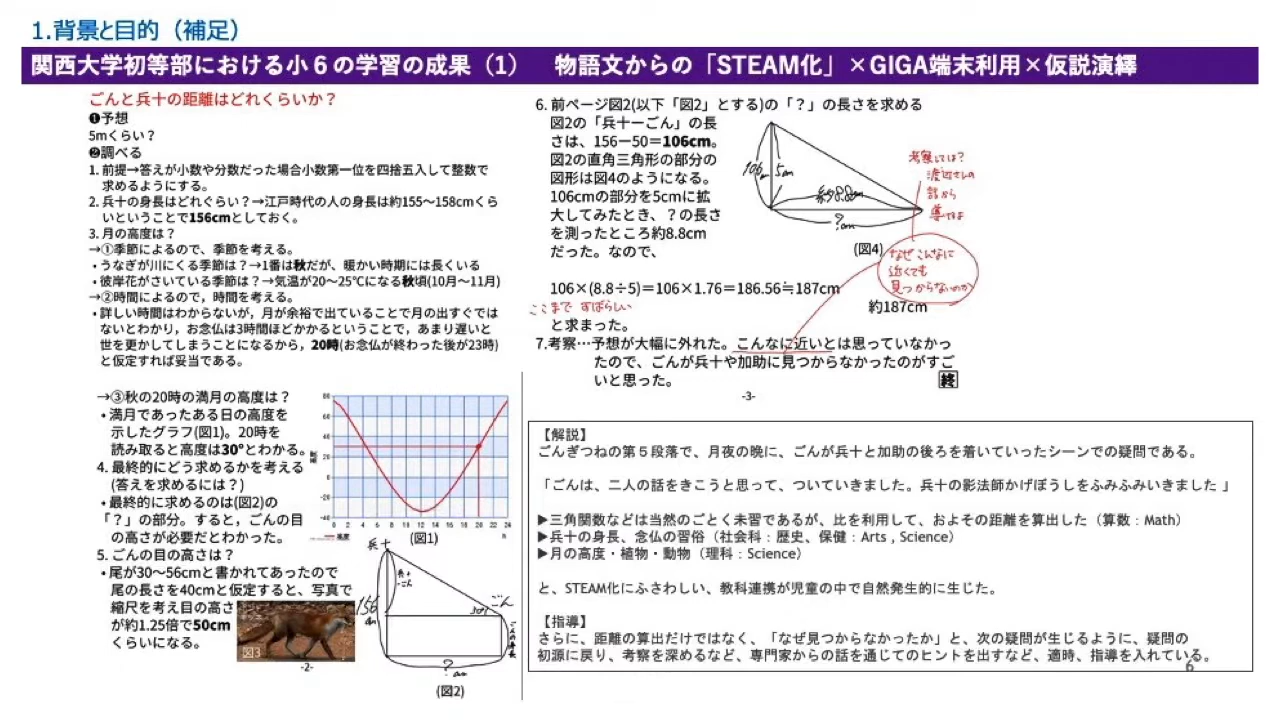 1.背景と目的（補足）
関西大学初等部における小６の学習の成果（1） 物語文からの「STEAM化」×GIGA端末利用×仮説演繹
ごんと兵十の距離はどれくらいか？
❶予想
5mくらい？
❷調べる
1. 前提→答えが小数や分数だった場合小数第一位を四捨五入して整数で
求めるようにする。
2. 兵十の身長はどれぐらい？→江戸時代の人の身長は約155〜158cmくら
いということで156cmとしておく。
3. 月の高度は？
→①季節によるので、季節を考える。
・うなぎが川にくる季節は？→1番は秋だが、暖かい時期には長くいる
・彼岸花がさいている季節は？→気温が20〜25℃になる秋頃(10月〜11月)
→②時間によるので，時間を考える。
・詳しい時間はわからないが，月が余裕で出ていることで月の出すぐでは
ないとわかり，お念仏は3時間ほどかかるということで，あまり遅いと
世を更かしてしまうことになるから，20時(お念仏が終わった後が23時)
と仮定すれば妥当である。
→③秋の20時の満月の高度は？
・満月であったある日の高度を
示したグラフ(図1)。20時を
読み取ると高度は30°とわかる。
4. 最終的にどう求めるかを考える
(答えを求めるには？)
・最終的に求めるのは(図2)の
「？」の部分。すると，ごんの目
の高さが必要だとわかった。
5. ごんの目の高さは？
・尾が30〜56cmと書かれてあったので
尾の長さを40cmと仮定すると、写真で
縮尺を考え目の高さ
が約1.25倍で50cm
くらいになる。
80
60
40
20
0
-20
-40
0 2 4 6 8 10 12 14 16 18 20 22 24
高度
(図1)
兵十
兵十-ごん
ごん
30°
156cm
？cm
図3
(図2)
-2-
6. 前ページ図2(以下「図2」とする)の「？」の長さを求める
図2の「兵十ーごん」の長
さは、156－50＝106cm。
図2の直角三角形の部分の
図形は図4のようになる。
106cmの部分を5cmに拡
大してみたとき、？の長さ
を測ったところ約8.8cm
だった。なので、
106cm
5cm
約8.8cm
？cm
(図4)
考察しては？
渡辺さんの
話から
なぜこんなに
近くても
見つからないのか
106×(8.8÷5)＝106×1.76＝186.56≒187cm
約187cm
ここまで すばらしい
と求まった。
7.考察…予想が大幅に外れた。こんなに近いとは思っていなかっ
たので、ごんが兵十や加助に見つからなかったのがすご
いと思った。
終
-3-
【解説】
ごんぎつねの第５段落で、月夜の晩に、ごんが兵十と加助の後ろを着いていったシーンでの疑問である。
「ごんは、二人の話をきこうと思って、ついていきました。兵十の影法師かげぼうしをふみふみいきました 」
▶三角関数などは当然のごとく未習であるが、比を利用して、およその距離を算出した（算数：Math）
▶兵十の身長、念仏の習俗（社会科：歴史、保健：Arts , Science）
▶月の高度・植物・動物（理科：Science）
と、STEAM化にふさわしい、教科連携が児童の中で自然発生的に生じた。
【指導】
さらに、距離の算出だけではなく、「なぜ見つからなかったか」と、次の疑問が生じるように、疑問の
初源に戻り、考察を深めるなど、専門家からの話を通じてのヒントを出すなど、適時、指導を入れている。
6